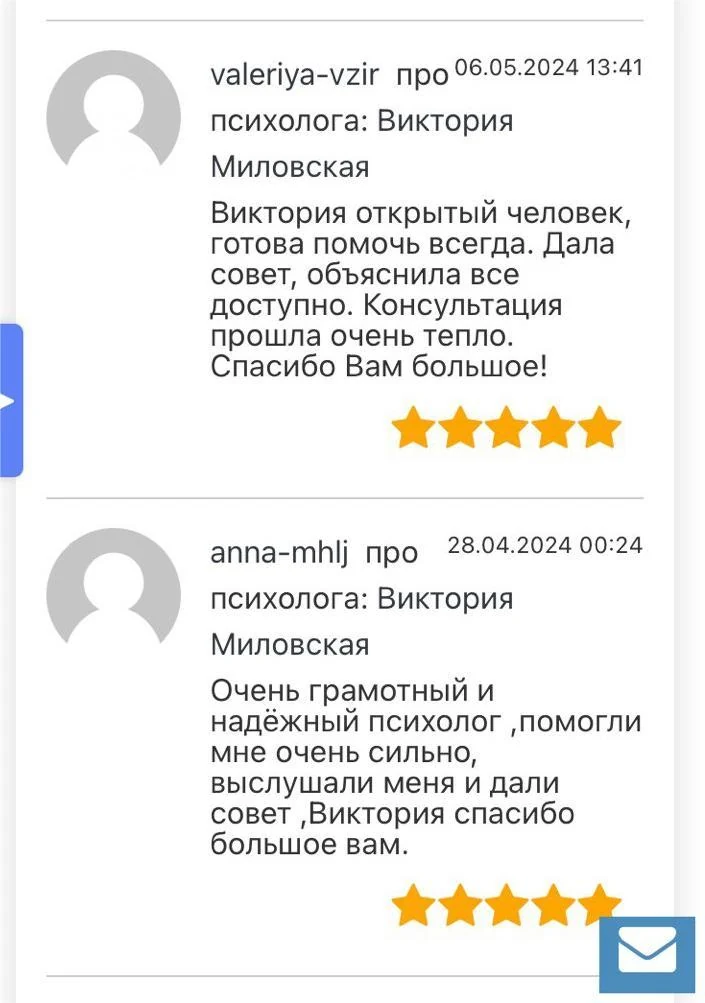 valeriya-vzir про 06.05.2024 13:41
психолога: Виктория
Миловская
Виктория открытый человек,
готова помочь всегда. Дала
совет, объяснила все
доступно. Консультация
прошла очень тепло.
Спасибо Вам большое!
anna-mhlj про 28.04.2024 00:24
психолога: Виктория
Миловская
Очень грамотный и
надёжный психолог ,помогли
мне очень сильно,
выслушали меня и дали
совет ,Виктория спасибо
большое вам.